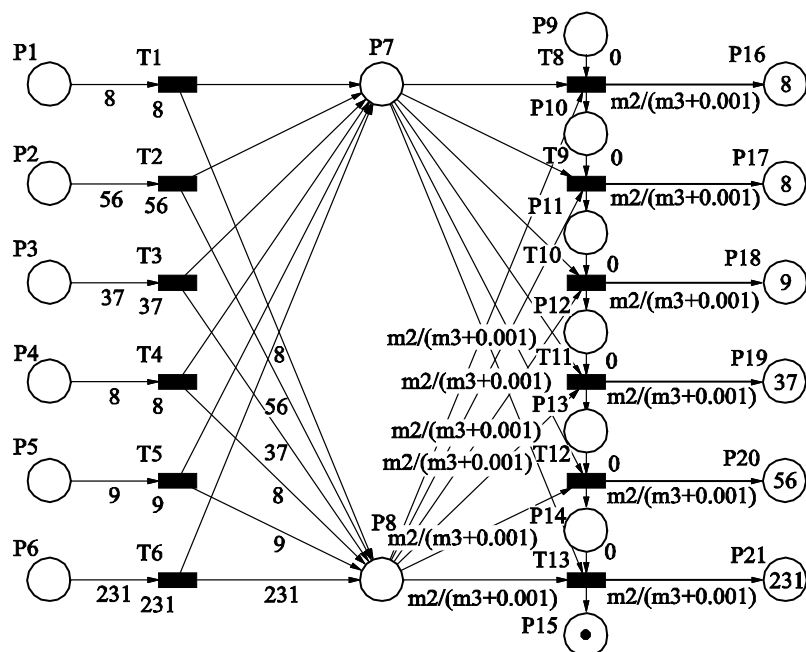 P9
P1 T1 P7 T8 0 P16
8 8 m2/(m3+0.001) 8
P10
P2 T2 T9 0 P17
56 56 m2/(m3+0.001) 8
P11
P3 T3 T10 0 P18
37 37 m2/(m3+0.001) 9
P12
m2/(m3+0.001)
P4 T4 8 T11 0 P19
8 8 m2/(m3+0.001) m2/(m3+0.001) 37
P13
56
m2/(m3+0.001)
P5 T5 37 T12 0 P20
m2/(m3+0.001)
9 9 8 m2/(m3+0.001) 56
P14
P6 T6 9 P8 m2/(m3+0.001) T13 0 P21
231 231 231 m2/(m3+0.001) m2/(m3+0.001) 231
P15